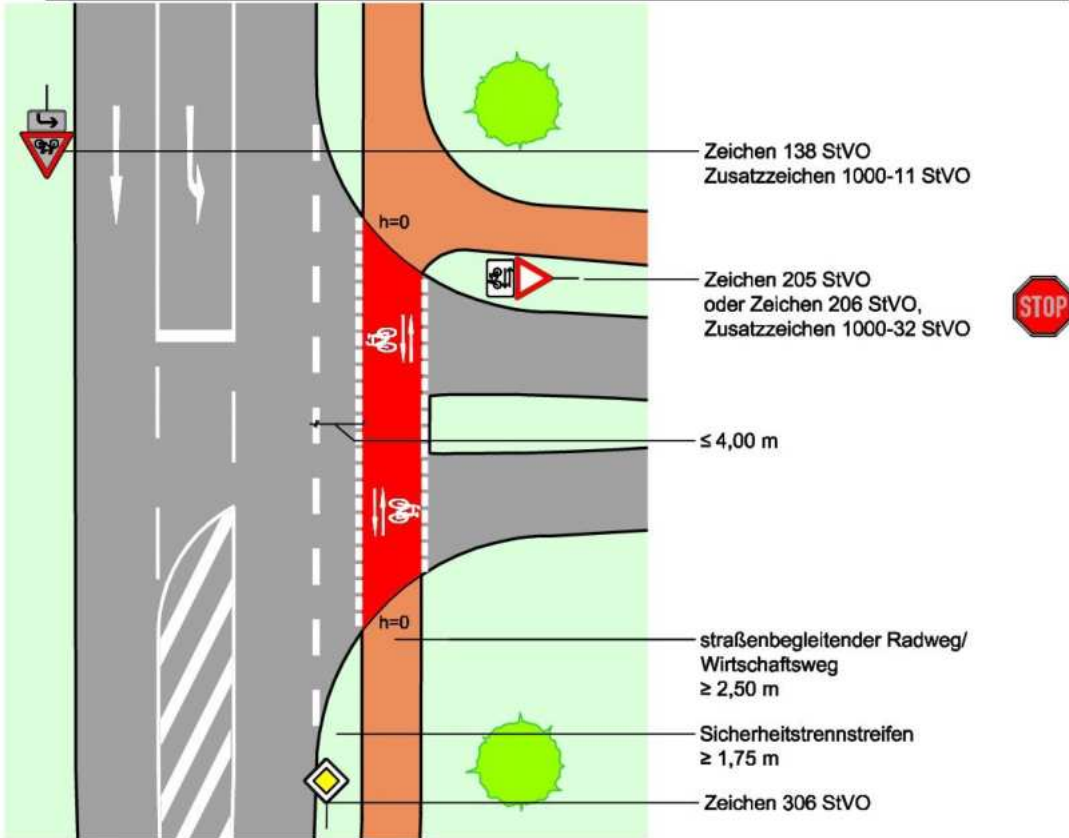 Zeichen 138 StVO
Zusatzzeichen 1000-11 StVO
h=0
Zeichen 205 StVO
oder Zeichen 206 StVO,
Zusatzzeichen 1000-32 StVO
STOP
≤ 4,00 m
h=0
straßenbegleitender Radweg/
Wirtschaftsweg
≥ 2,50 m
Sicherheitstrennstreifen
≥ 1,75 m
Zeichen 306 StVO